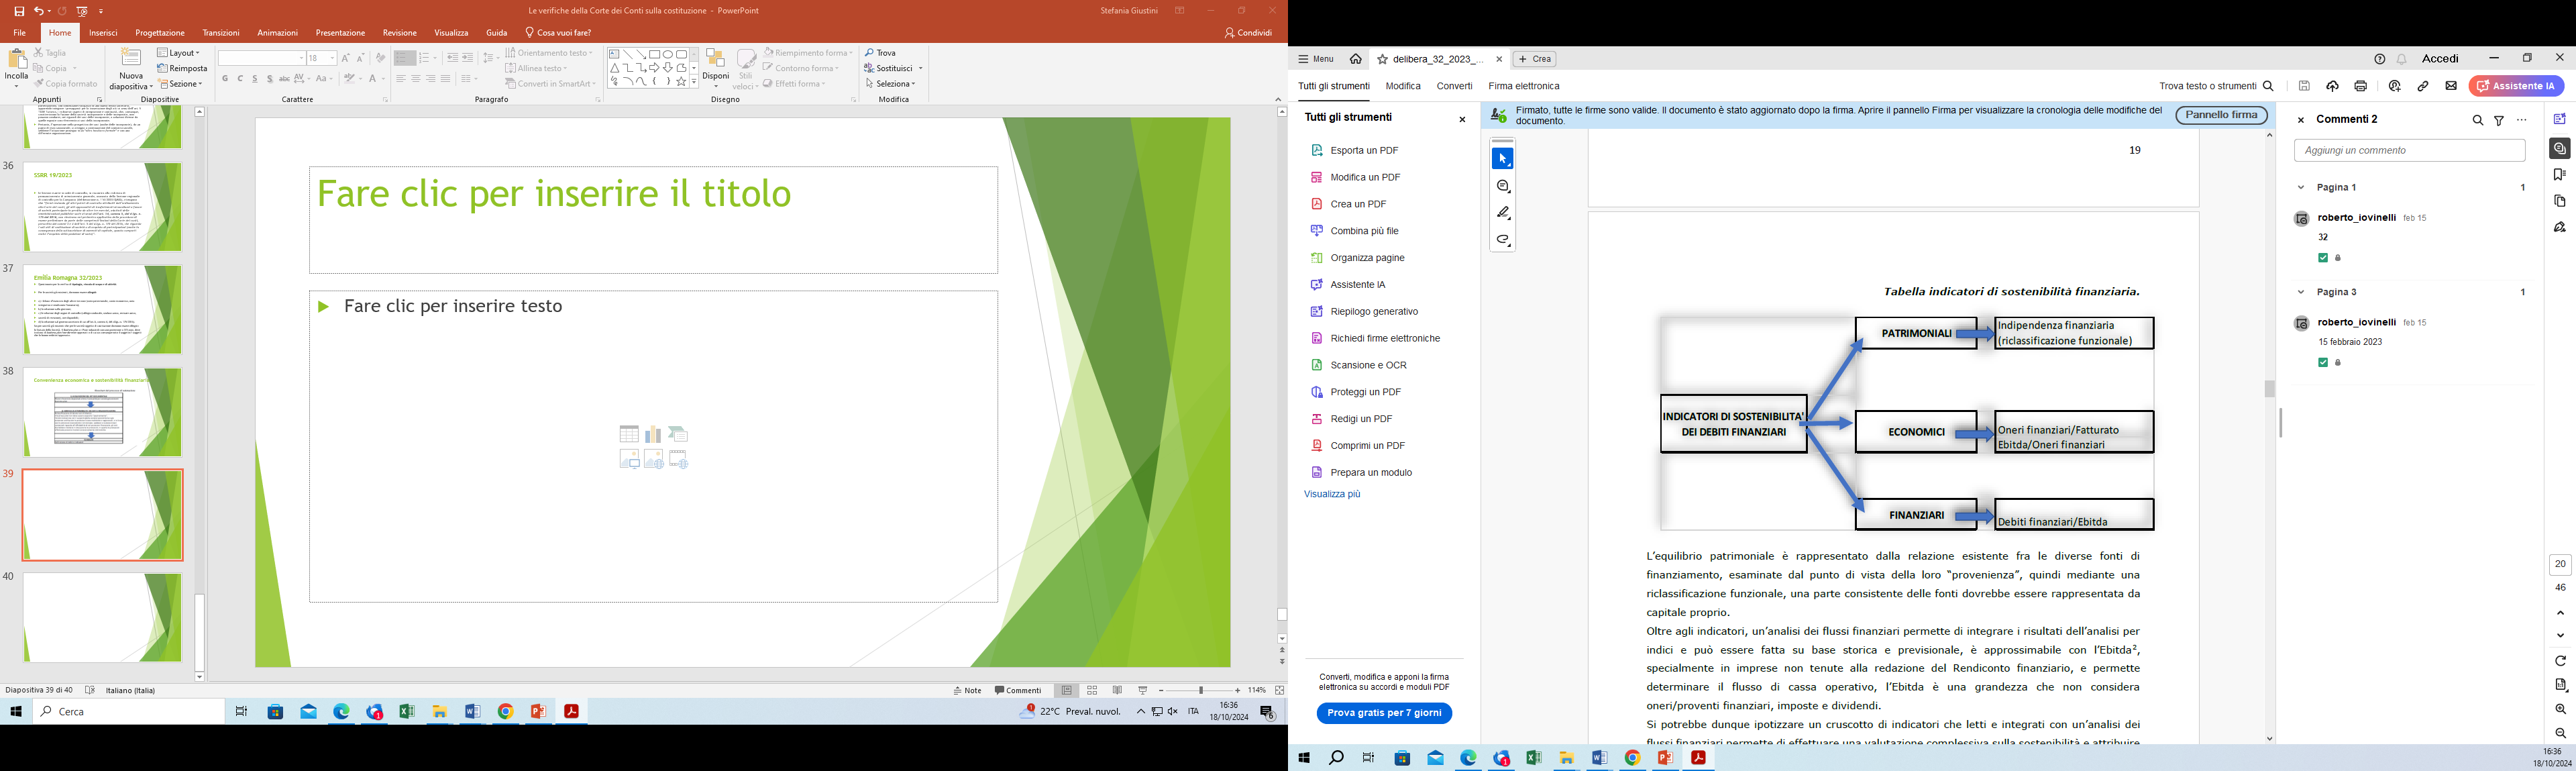 Le verifiche della Corte dei Conti sulla costituzione - PowerPoint
Stefania Giustini
File Home Inserisci Progettazione Transizioni Animazioni Presentazione Revisione Visualizza Guida Cosa vuoi fare?
Condividi
Incolla
Taglia
Copia
Copia formato
Appunti
Nuova diapositiva
Layout
Reimposta
Sezione
Diapositive
18
Carattere
Paragrafo
Orientamento testo
Allinea testo
Converti in SmartArt
Disponi
Stili veloci
Riempimento forma
Contorno forma
Effetti forma
Disegno
Trova
Sostituisci
Seleziona
Modifica
36
SSRR 19/2023
37
Emilia Romagna 32/2023
38
Convenienza economica e sostenibilità finanziaria
39
40
Fare clic per inserire il titolo
Fare clic per inserire testo
Diapositiva 39 di 40
Italiano (Italia)
Note
Commenti
114%
Cerca
22°C Preval. nuvol.
ITA
16:36
18/10/2024
Menu
delibera_32_2023_...
Crea
Accedi
Tutti gli strumenti Modifica Converti Firma elettronica
Trova testo o strumenti
Assistente IA
Tutti gli strumenti
Esporta un PDF
Modifica un PDF
Crea un PDF
Combina più file
Organizza pagine
Assistente IA
Riepilogo generativo
Richiedi firme elettroniche
Scansione e OCR
Proteggi un PDF
Redigi un PDF
Comprimi un PDF
Prepara un modulo
Visualizza più
Converti, modifica e apponi la firma
elettronica su accordi e moduli PDF
Prova gratis per 7 giorni
Firmato, tutte le firme sono valide. Il documento è stato aggiornato dopo la firma. Aprire il pannello Firma per visualizzare la cronologia delle modifiche del
documento.
Pannello firma
19
Tabella indicatori di sostenibilità finanziaria.
INDICATORI DI SOSTENIBILITA'
DEI DEBITI FINANZIARI
PATRIMONIALI
Indipendenza finanziaria
(riclassificazione funzionale)
ECONOMICI
Oneri finanziari/Fatturato
Ebitda/Oneri finanziari
FINANZIARI
Debiti finanziari/Ebitda
L'equilibrio patrimoniale è rappresentato dalla relazione esistente fra le diverse fonti di
finanziamento, esaminate dal punto di vista della loro "provenienza", quindi mediante una
riclassificazione funzionale, una parte consistente delle fonti dovrebbe essere rappresentata da
capitale proprio.
Oltre agli indicatori, un'analisi dei flussi finanziari permette di integrare i risultati dell'analisi per
indici e può essere fatta su base storica e previsionale, è approssimabile con l'Ebitda²,
specialmente in imprese non tenute alla redazione del Rendiconto finanziario, e permette
determinare il flusso di cassa operativo, l'Ebitda è una grandezza che non considera
oneri/proventi finanziari, imposte e dividendi.
Si potrebbe dunque ipotizzare un cruscotto di indicatori che letti e integrati con un'analisi dei
flussi finanziari permette di effettuare una valutazione complessiva sulla sostenibilità e attribuire
Commenti 2
Aggiungi un commento
Pagina 1
1
roberto_iovinelli feb 15
32
Pagina 3
1
roberto_iovinelli feb 15
15 febbraio 2023
20
46
16:36
18/10/2024